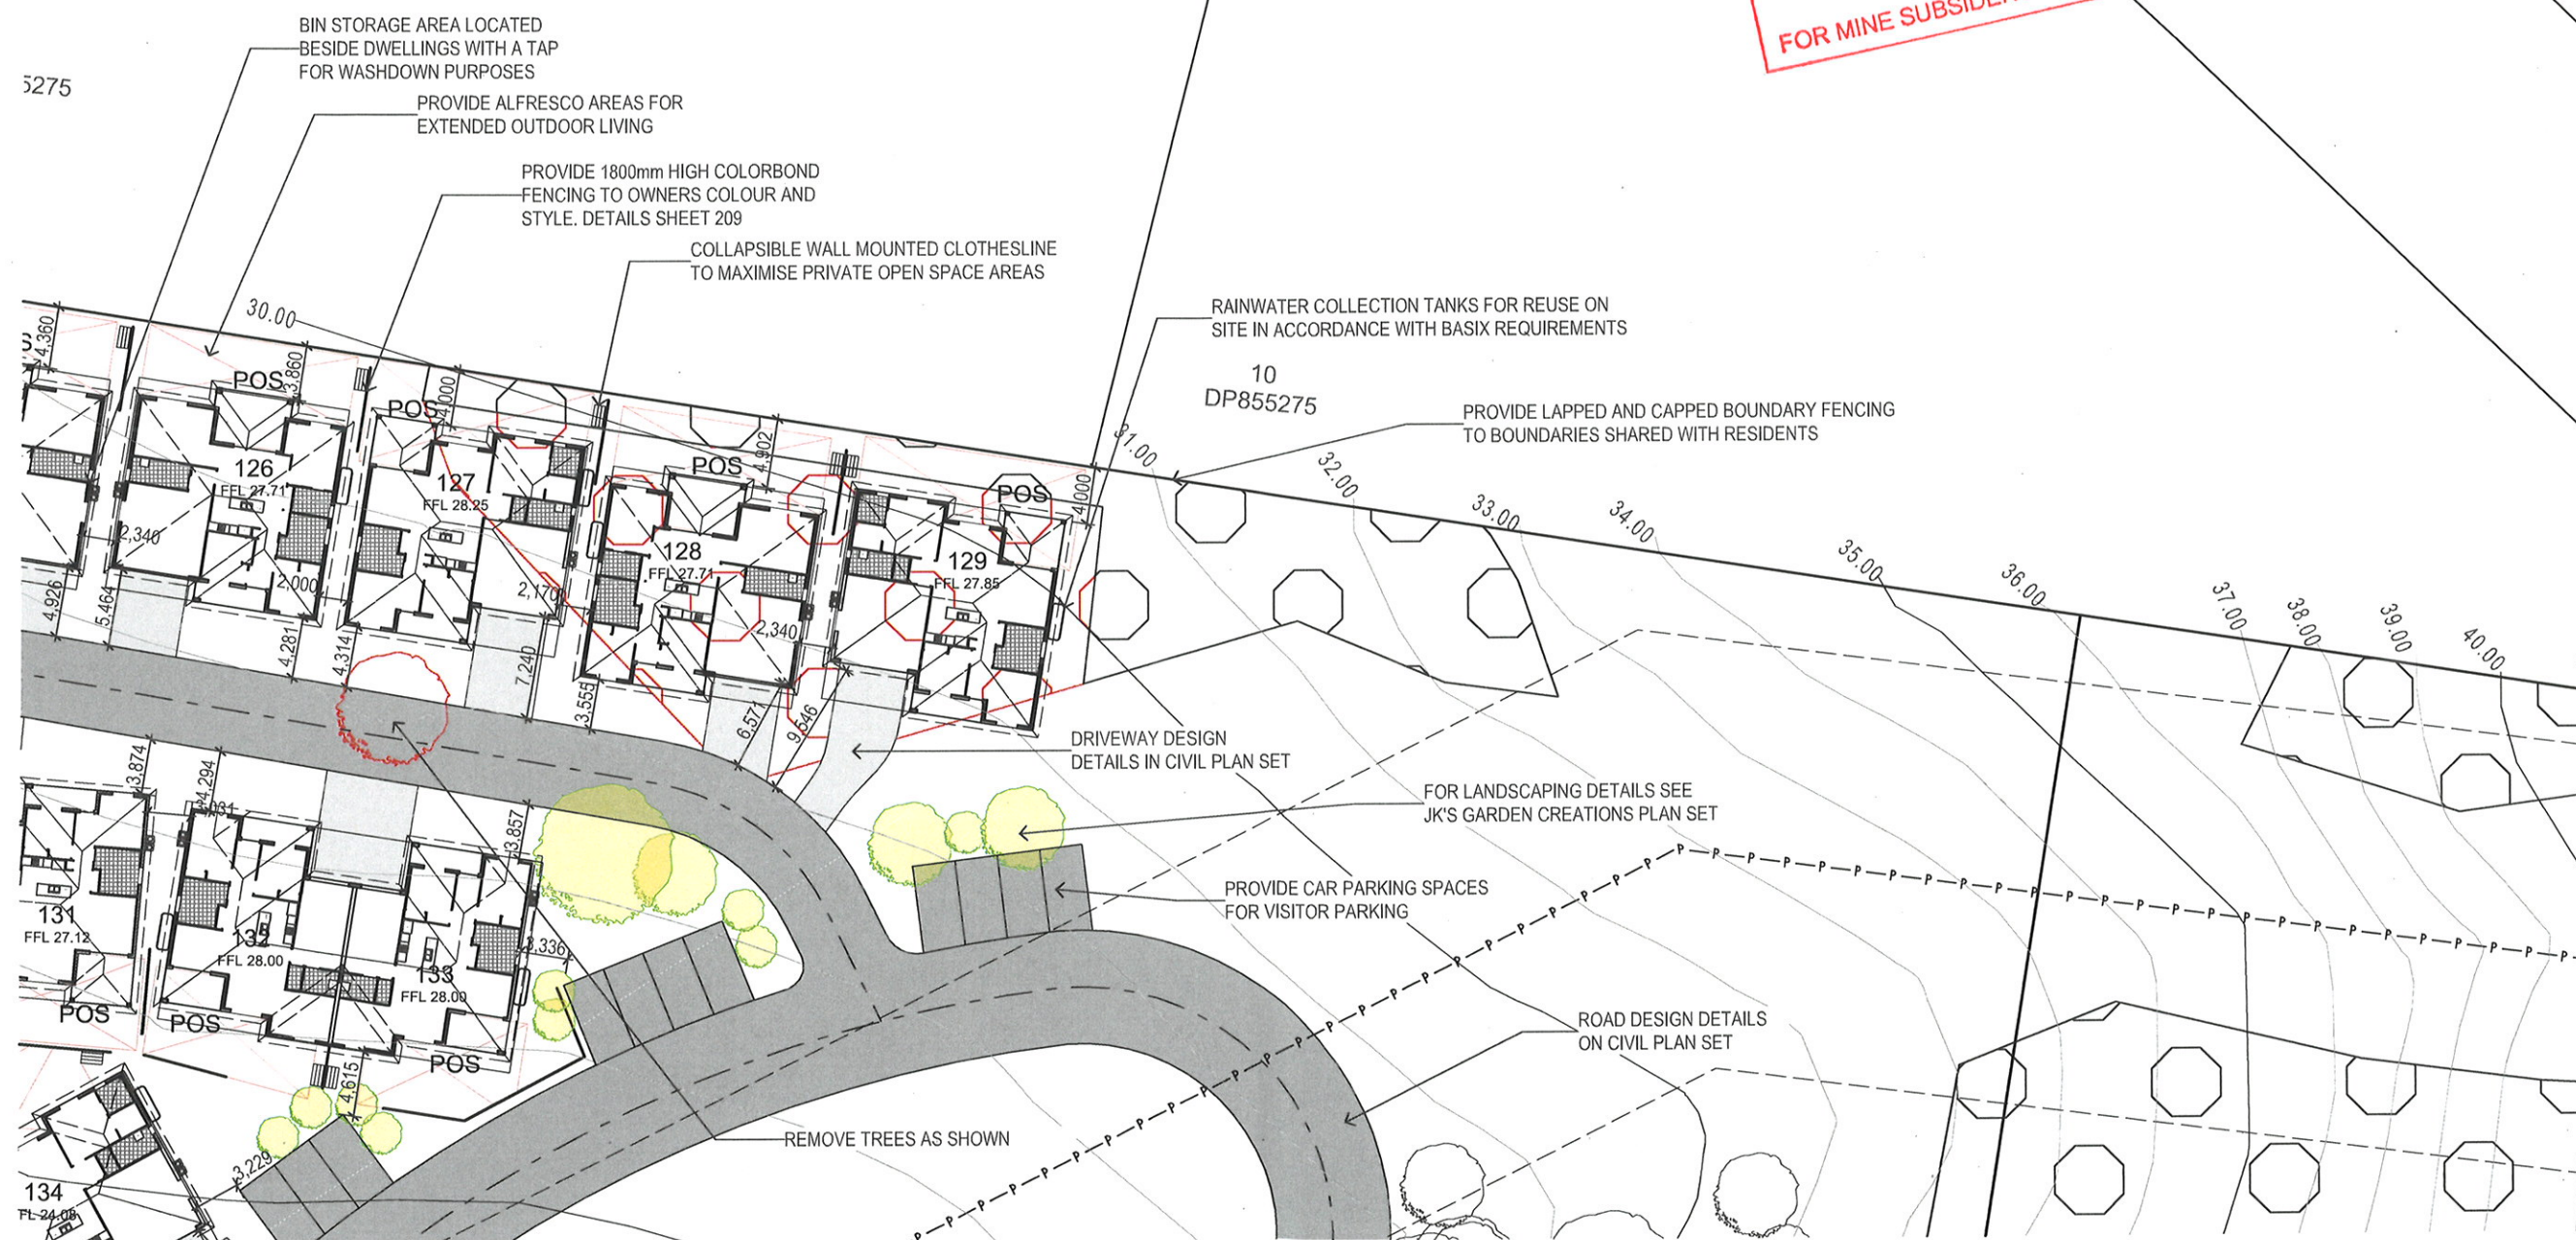 BIN STORAGE AREA LOCATED
BESIDE DWELLINGS WITH A TAP
FOR WASHDOWN PURPOSES
5275
PROVIDE ALFRESCO AREAS FOR
EXTENDED OUTDOOR LIVING
PROVIDE 1800mm HIGH COLORBOND
FENCING TO OWNERS COLOUR AND
STYLE. DETAILS SHEET 209
COLLAPSIBLE WALL MOUNTED CLOTHESLINE
TO MAXIMISE PRIVATE OPEN SPACE AREAS
FOR MINE
RAINWATER COLLECTION TANKS FOR REUSE ON
SITE IN ACCORDANCE WITH BASIX REQUIREMENTS
10
DP855275
PROVIDE LAPPED AND CAPPED BOUNDARY FENCING
TO BOUNDARIES SHARED WITH RESIDENTS
30.00
31.00
32.00
33.00
34.00
35.00
36.00
37.00
38.00
39.00
40.00
4,360
3,860
4,000
4,902
4,000
POS
POS
POS
POS
126
FFL 27.71
127
FFL 28.25
128
FFL 27.71
129
FFL 27.85
2,340
2,000
2,170
2,340
4,926
5,464
4,281
4,314
7,240
3,555
6,571
9,546
DRIVEWAY DESIGN
DETAILS IN CIVIL PLAN SET
FOR LANDSCAPING DETAILS SEE
JK'S GARDEN CREATIONS PLAN SET
PROVIDE CAR PARKING SPACES
FOR VISITOR PARKING
3,874
4,294
3,857
131
FFL 27.12
132
FFL 28.00
133
FFL 28.00
3,336
POS
POS
POS
4,615
ROAD DESIGN DETAILS
ON CIVIL PLAN SET
REMOVE TREES AS SHOWN
3,229
134
FL 24.08